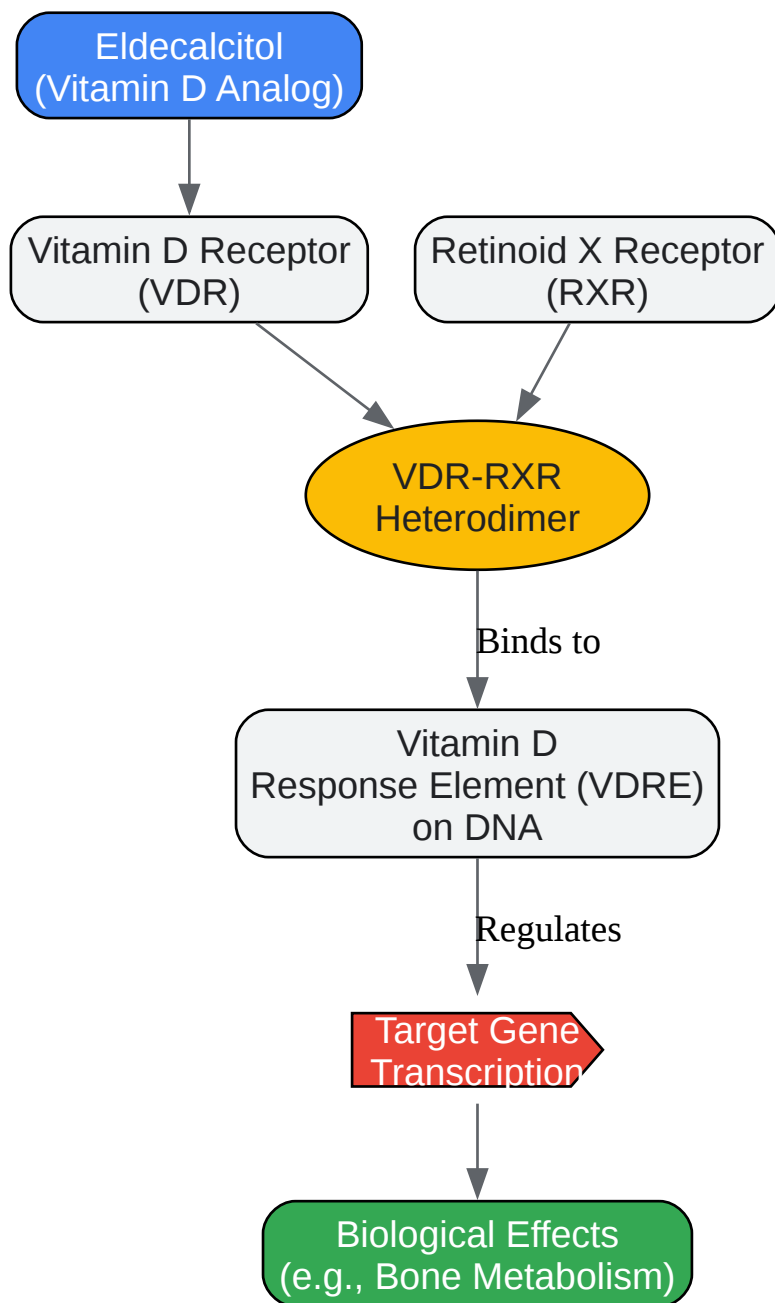 Eldecalcitol
(Vitamin D Analog)
Vitamin D Receptor
(VDR)
Retinoid X Receptor
(RXR)
VDR-RXR
Heterodimer
Binds to
Vitamin D
Response Element (VDRE)
on DNA
Regulates
Target Gene
Transcription
Biological Effects
(e.g., Bone Metabolism)